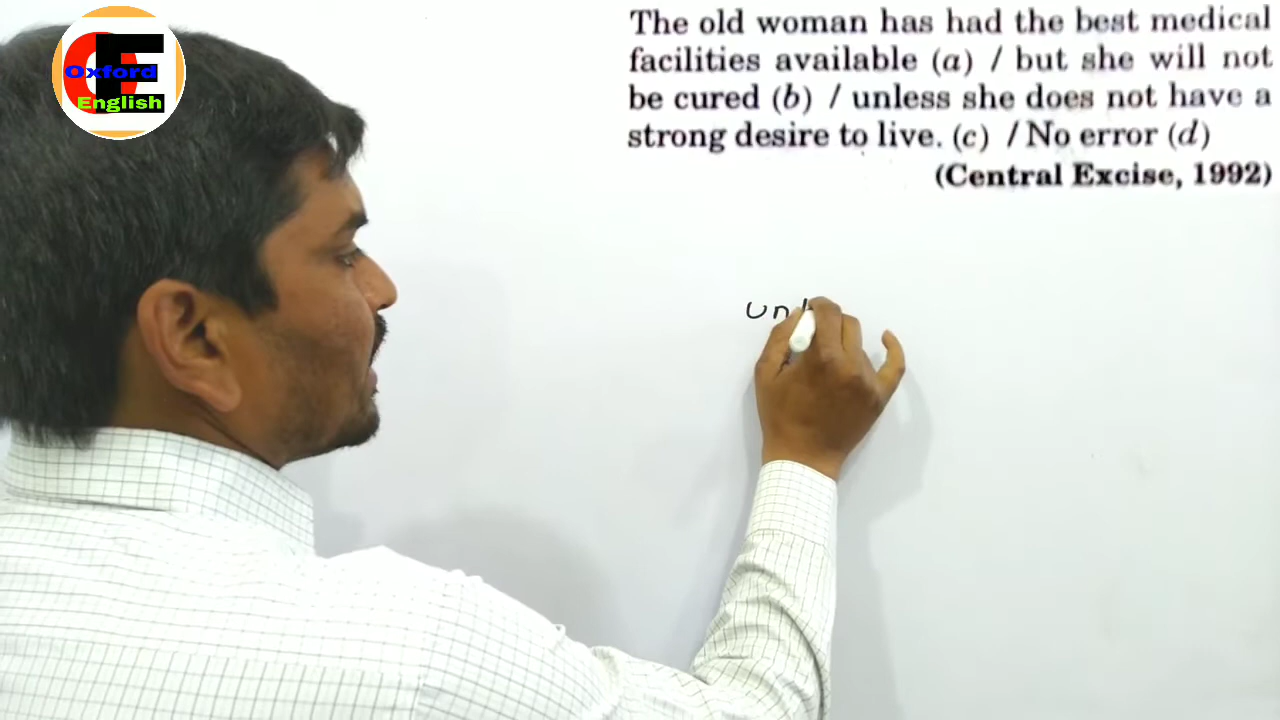 Oxford
English
The old woman has had the best medical
facilities available (a) / but she will not
be cured (b) / unless she does not have a
strong desire to live. (c) / No error (d)
(Central Excise, 1992)
un